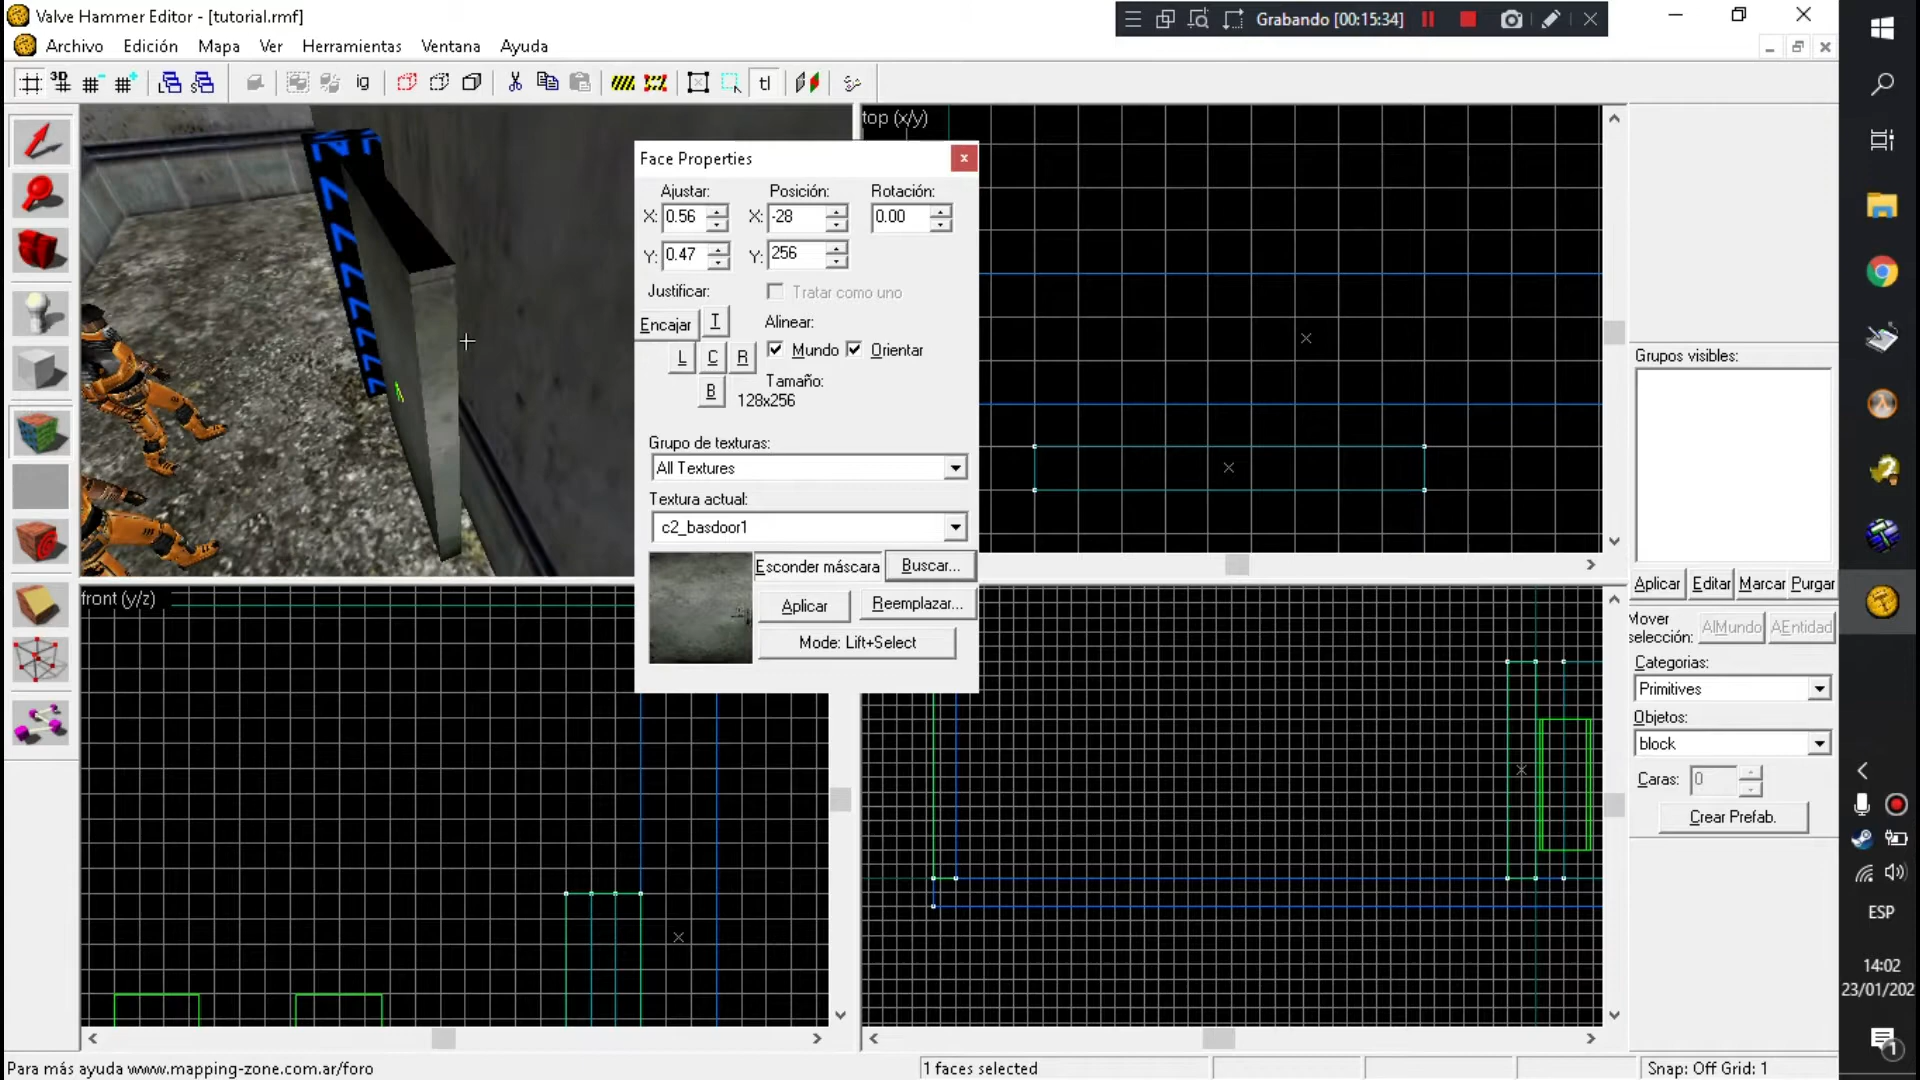 Valve Hammer Editor - [tutorial.rmf]
Grabando [00:15:34]
Archivo Edición Mapa Ver Herramientas Ventana Ayuda
3D ig tl
top (x/y)
Face Properties
Ajustar: Posición: Rotación:
X: 0.56 X: -28 0.00
Y: 0.47 Y: 256
Justificar: Tratar como uno
Encajar T Alinear:
L C R Mundo Orientar
B Tamaño:
128x256
Grupo de texturas:
All Textures
Textura actual:
c2_basdoor1
Esconder máscara Buscar...
Aplicar Reemplazar...
Mode: Lift+Select
front (y/z)
Grupos visibles:
Aplicar Editar Marcar Purgar
Mover
selección: AlMundo AEntidad
Categorias:
Primitives
Objetos:
block
Caras: 0
Crear Prefab.
ESP
14:02
23/01/202
1
Para más ayuda www.mapping-zone.com.ar/foro
1 faces selected
Snap: Off Grid: 1